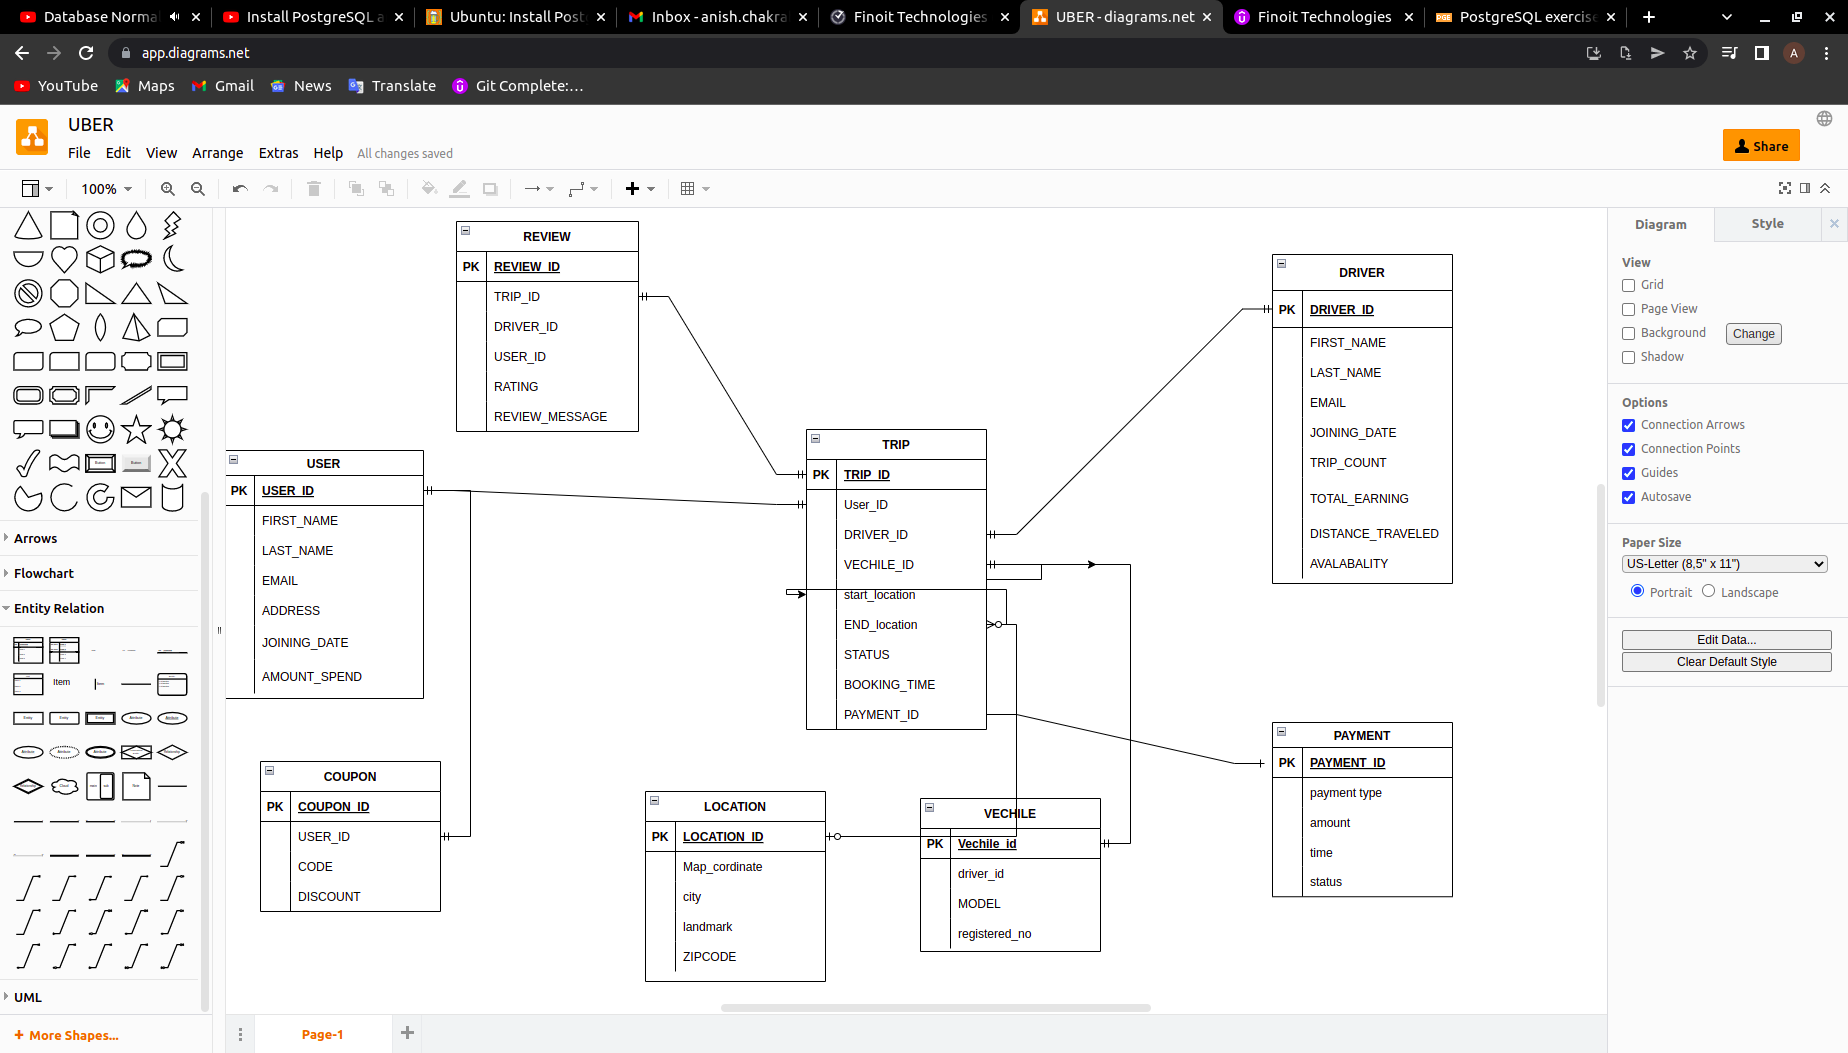 Database Norma
Install PostgreSQL a
Ubuntu: Install Post
Inbox - anish.chakra
Finoit Technologies
UBER - diagrams.net
Finoit Technologies
PostgreSQL exercise
app.diagrams.net
A
YouTube
Maps
Gmail
News
Translate
Git Complete:...
UBER
File
Edit
View
Arrange
Extras
Help
All changes saved
Share
100%
Arrows
Flowchart
Entity Relation
Item
UML
+ More Shapes...
REVIEW
PK
REVIEW_ID
TRIP_ID
DRIVER_ID
USER_ID
RATING
REVIEW_MESSAGE
USER
PK
USER_ID
FIRST_NAME
LAST_NAME
EMAIL
ADDRESS
JOINING_DATE
AMOUNT_SPEND
COUPON
PK
COUPON_ID
USER_ID
CODE
DISCOUNT
TRIP
PK
TRIP_ID
User_ID
DRIVER_ID
VECHILE_ID
start_location
END_location
STATUS
BOOKING_TIME
PAYMENT_ID
LOCATION
PK
LOCATION_ID
Map_cordinate
city
landmark
ZIPCODE
VECHILE
PK
Vechile_id
driver_id
MODEL
registered_no
DRIVER
PK
DRIVER_ID
FIRST_NAME
LAST_NAME
EMAIL
JOINING_DATE
TRIP_COUNT
TOTAL_EARNING
DISTANCE_TRAVELED
AVALABALITY
PAYMENT
PK
PAYMENT_ID
payment type
amount
time
status
Diagram
Style
View
Grid
Page View
Background
Change
Shadow
Options
Connection Arrows
Connection Points
Guides
Autosave
Paper Size
US-Letter (8,5" x 11")
Portrait
Landscape
Edit Data...
Clear Default Style
Page-1